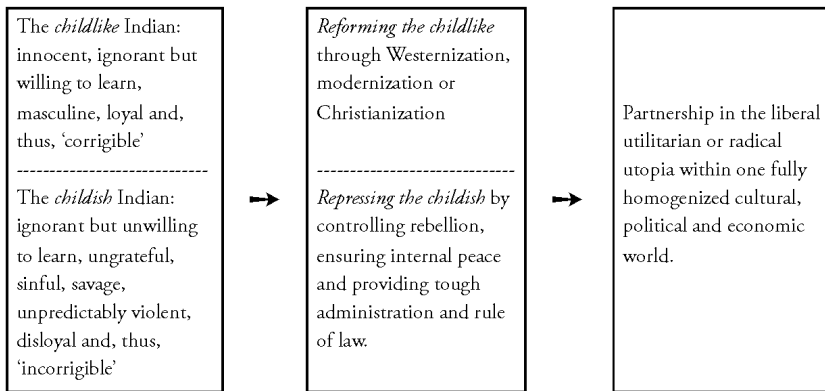 The childlike Indian:
innocent, ignorant but
willing to learn,
masculine, loyal and,
thus, ‘corrigible’
The childish Indian:
ignorant but unwilling
to learn, ungrateful,
sinful, savage,
unpredictably violent,
disloyal and, thus,
‘incorrigible’
Reforming the childlike
through Westernization,
modernization or
Christianization
Repressing the childish by
controlling rebellion,
ensuring internal peace
and providing tough
administration and rule
of law.
Partnership in the liberal
utilitarian or radical
utopia within one fully
homogenized cultural,
political and economic
world.